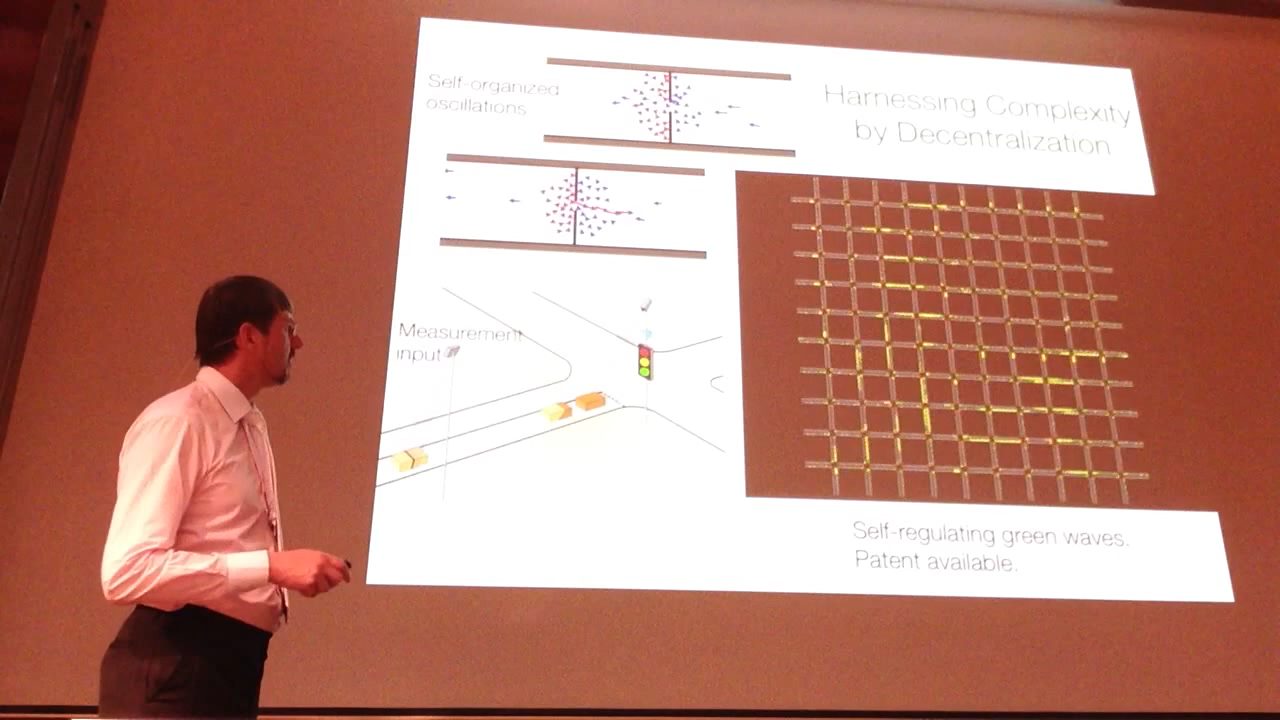 Self-organized
oscillations
Harnessing Complexity
by Decentralization
Measurement
input
Self-regulating green waves.
Patent available.